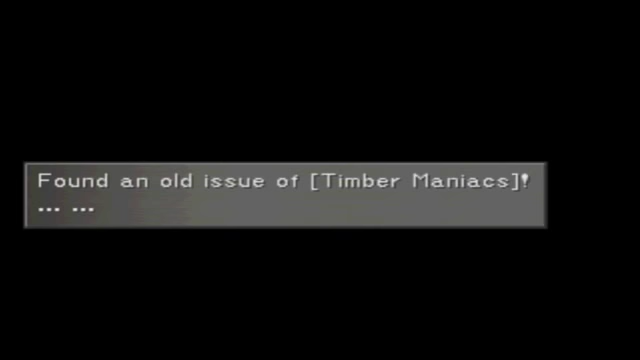 Found an old issue of [Timber Maniacs]!
... ...